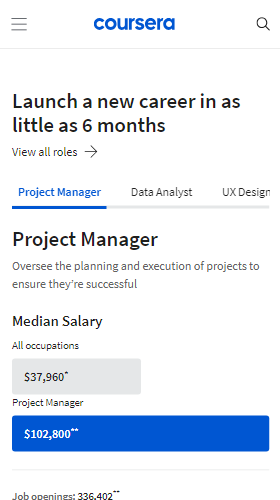 coursera
Launch a new career in as
little as 6 months
View all roles
Project Manager Data Analyst UX Design
Project Manager
Oversee the planning and execution of projects to
ensure they're successful
Median Salary
All occupations
$37,960*
Project Manager
$102,800**
Job openings: 336,402**